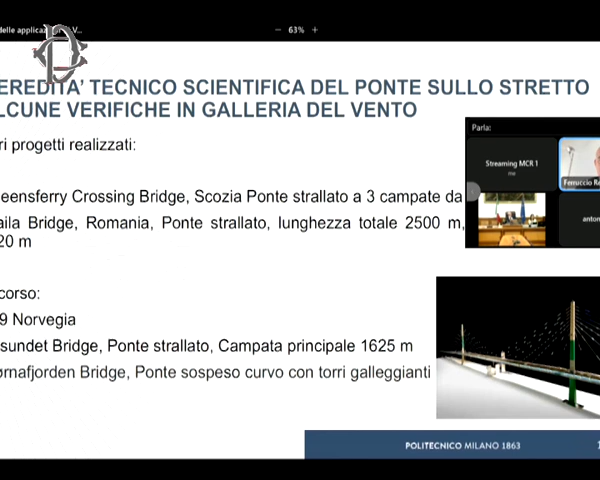 delle applica
V...
63%
EREDITA' TECNICO SCIENTIFICA DEL PONTE SULLO STRETTO
LCUNE VERIFICHE IN GALLERIA DEL VENTO
ri progetti realizzati:
Parla:
Streaming MCR 1
me
Ferruccio Re
anton
eensferry Crossing Bridge, Scozia Ponte strallato a 3 campate da
aila Bridge, Romania, Ponte strallato, lunghezza totale 2500 m,
20 m
corso:
9 Norvegia
sundet Bridge, Ponte strallato, Campata principale 1625 m
ørnafjorden Bridge, Ponte sospeso curvo con torri galleggianti
POLITECNICO MILANO 1863